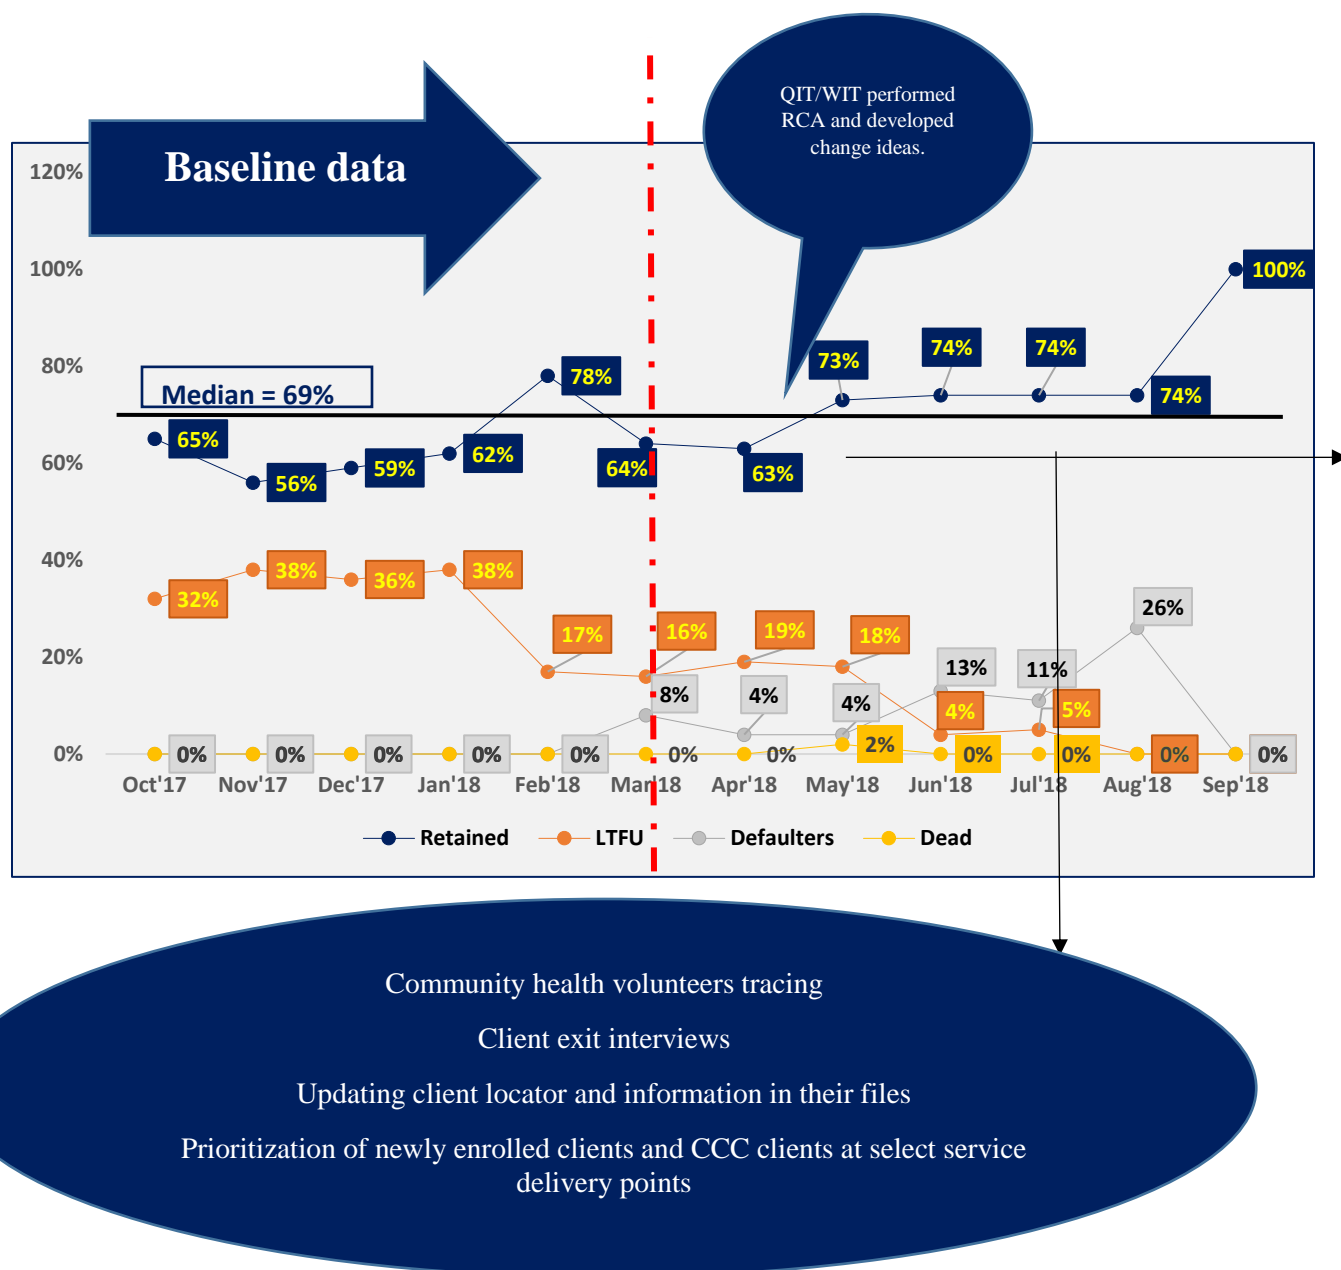 QIT/WIT performed
RCA and developed
change ideas.
Baseline data
120%
100%
80%
60%
40%
20%
0%
Median = 69%
65%
56%
59%
62%
78%
64%
63%
73%
74%
74%
74%
100%
32%
38%
36%
38%
17%
16%
19%
18%
4%
5%
0%
8%
4%
4%
13%
11%
26%
0%
0%
0%
0%
0%
0%
0%
2%
0%
0%
0%
Oct'17
Nov'17
Dec'17
Jan'18
Feb'18
Mar'18
Apr'18
May'18
Jun'18
Jul'18
Aug'18
Sep'18
Retained
LTFU
Defaulters
Dead
Community health volunteers tracing
Client exit interviews
Updating client locator and information in their files
Prioritization of newly enrolled clients and CCC clients at select service
delivery points